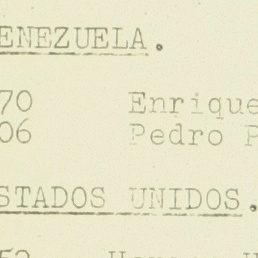 ENEZUELA.
70 Enrique
06 Pedro P
STADOS UNIDOS.